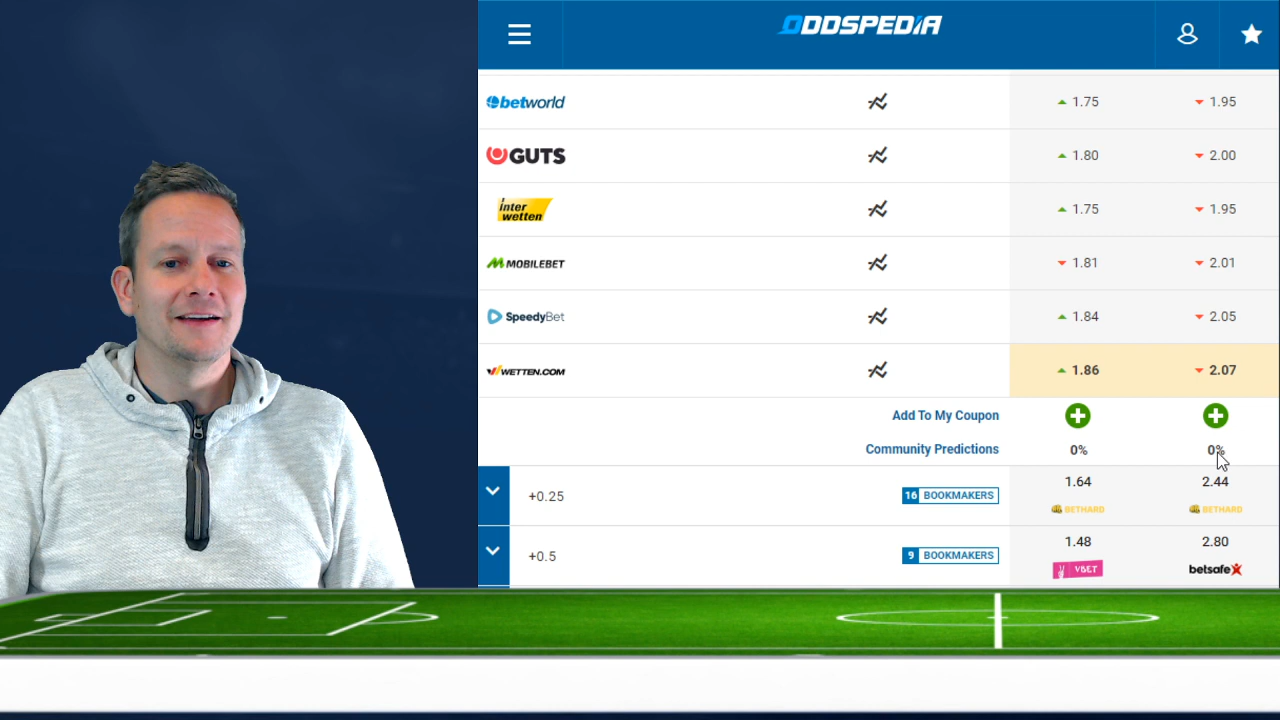 ODDSPEDIA
betworld 1.75 1.95
GUTS 1.80 2.00
inter wetten 1.75 1.95
MOBILEBET 1.81 2.01
SpeedyBet 1.84 2.05
WETTEN.COM 1.86 2.07
Add To My Coupon
Community Predictions 0% 0%
+0.25 16 BOOKMAKERS 1.64 2.44
BETHARD BETHARD
+0.5 9 BOOKMAKERS 1.48 2.80
VBET betsafe